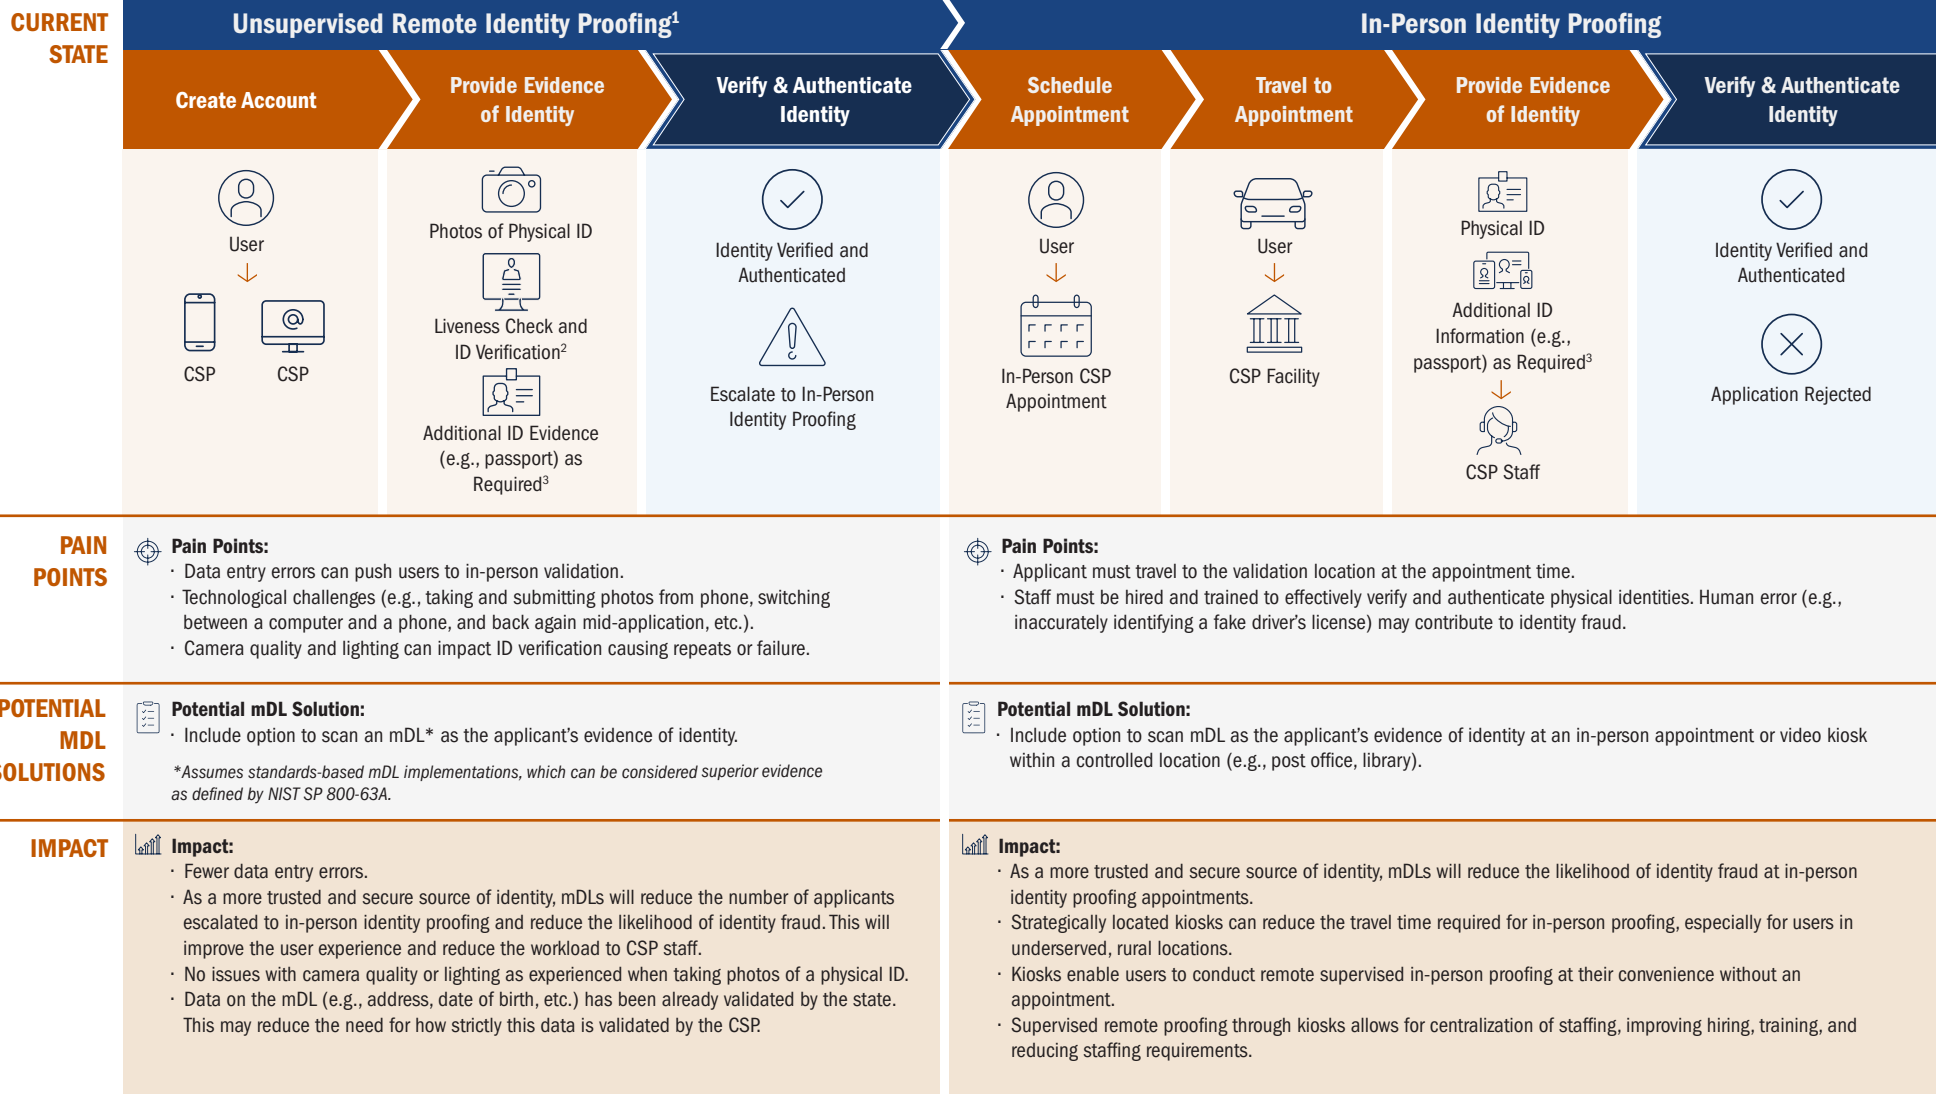 CURRENT
STATE
Unsupervised Remote Identity Proofing1
In-Person Identity Proofing
Create Account
Provide Evidence
of Identity
Verify & Authenticate
Identity
Schedule
Appointment
Travel to
Appointment
Provide Evidence
of Identity
Verify & Authenticate
Identity
User
CSP
CSP
Photos of Physical ID
Liveness Check and
ID Verification2
Additional ID Evidence
(e.g., passport) as
Required3
Identity Verified and
Authenticated
Escalate to In-Person
Identity Proofing
User
In-Person CSP
Appointment
User
CSP Facility
Physical ID
Additional ID
Information (e.g.,
passport) as Required3
CSP Staff
Identity Verified and
Authenticated
Application Rejected
PAIN
POINTS
Pain Points:
· Data entry errors can push users to in-person validation.
· Technological challenges (e.g., taking and submitting photos from phone, switching
between a computer and a phone, and back again mid-application, etc.).
· Camera quality and lighting can impact ID verification causing repeats or failure.
Pain Points:
· Applicant must travel to the validation location at the appointment time.
· Staff must be hired and trained to effectively verify and authenticate physical identities. Human error (e.g.,
inaccurately identifying a fake driver's license) may contribute to identity fraud.
POTENTIAL
MDL
SOLUTIONS
Potential mDL Solution:
· Include option to scan an mDL* as the applicant's evidence of identity.
*Assumes standards-based mDL implementations, which can be considered superior evidence
as defined by NIST SP 800-63A.
Potential mDL Solution:
· Include option to scan mDL as the applicant's evidence of identity at an in-person appointment or video kiosk
within a controlled location (e.g., post office, library).
IMPACT
Impact:
· Fewer data entry errors.
· As a more trusted and secure source of identity, mDLs will reduce the number of applicants
escalated to in-person identity proofing and reduce the likelihood of identity fraud. This will
improve the user experience and reduce the workload to CSP staff.
· No issues with camera quality or lighting as experienced when taking photos of a physical ID.
· Data on the mDL (e.g., address, date of birth, etc.) has been already validated by the state.
This may reduce the need for how strictly this data is validated by the CSP.
Impact:
· As a more trusted and secure source of identity, mDLs will reduce the likelihood of identity fraud at in-person
identity proofing appointments.
· Strategically located kiosks can reduce the travel time required for in-person proofing, especially for users in
underserved, rural locations.
· Kiosks enable users to conduct remote supervised in-person proofing at their convenience without an
appointment.
· Supervised remote proofing through kiosks allows for centralization of staffing, improving hiring, training, and
reducing staffing requirements.